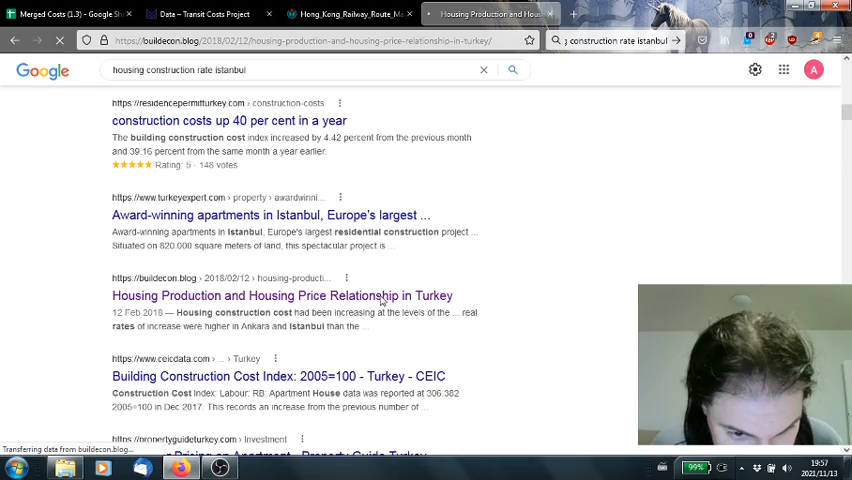 Merged Costs (1.3) - Google Sh
Data – Transit Costs Project
Hong_Kong_Railway_Route_Ma
Housing Production and Hous
https://buildecon.blog/2018/02/12/housing-production-and-housing-price-relationship-in-turkey/
g construction rate istanbul
Google
housing construction rate istanbul
A
https://residencepermitturkey.com › construction-costs
construction costs up 40 per cent in a year
The building construction cost index increased by 4.42 percent from the previous month
and 39.16 percent from the same month a year earlier.
Rating: 5 · 148 votes
https://www.turkeyexpert.com › property › awardwinni...
Award-winning apartments in Istanbul, Europe's largest ...
Award-winning apartments in Istanbul, Europe's largest residential construction project ...
Situated on 820.000 square meters of land, this spectacular project is ...
https://buildecon.blog › 2018/02/12 › housing-producti...
Housing Production and Housing Price Relationship in Turkey
12 Feb 2018 — Housing construction cost had been increasing at the levels of the ... real
rates of increase were higher in Ankara and Istanbul than the ...
https://www.ceicdata.com › ... › Turkey
Building Construction Cost Index: 2005=100 - Turkey - CEIC
Construction Cost Index: Labour: RB: Apartment House data was reported at 306.382
2005=100 in Dec 2017. This records an increase from the previous number of ...
https://propertyguideturkey.com › Investment
Pricing an Apartment - Property Guide Turkey
Transferring data from buildecon.blog...
99%
19:57
2021/11/13